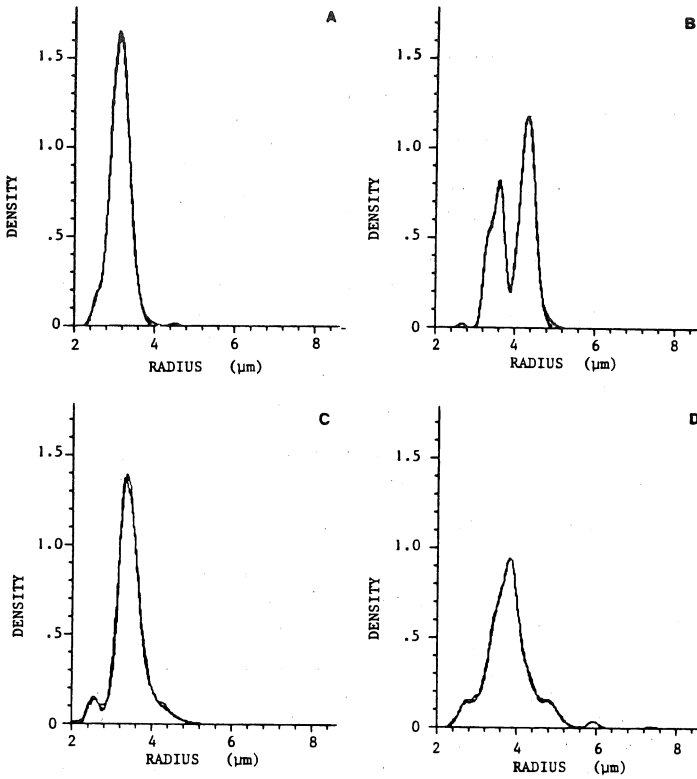 A
1.5
1.0
.5
0
DENSITY
2 4 6 8
RADIUS (µm)
B
1.5
1.0
.5
0
DENSITY
2 4 6 8
RADIUS (µm)
C
1.5
1.0
.5
0
DENSITY
2 4 6 8
RADIUS (µm)
D
1.5
1.0
.5
0
DENSITY
2 4 6 8
RADIUS (µm)